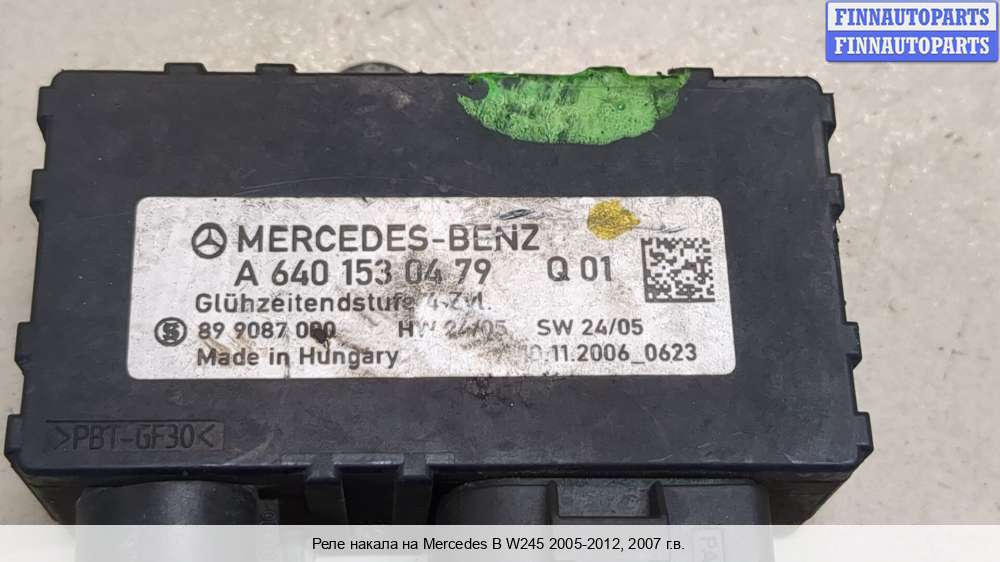 FINNAUTOPARTS
FINNAUTOPARTS
MERCEDES-BENZ
A 640 153 04 79 Q 01
Glühzeitendstufe 4-Zyl.
89 9087 000 HW 24/05 SW 24/05
Made in Hungary 10.11.2006_0623
>PBT-GF30<
Реле накала на Mercedes B W245 2005-2012, 2007 г.в.